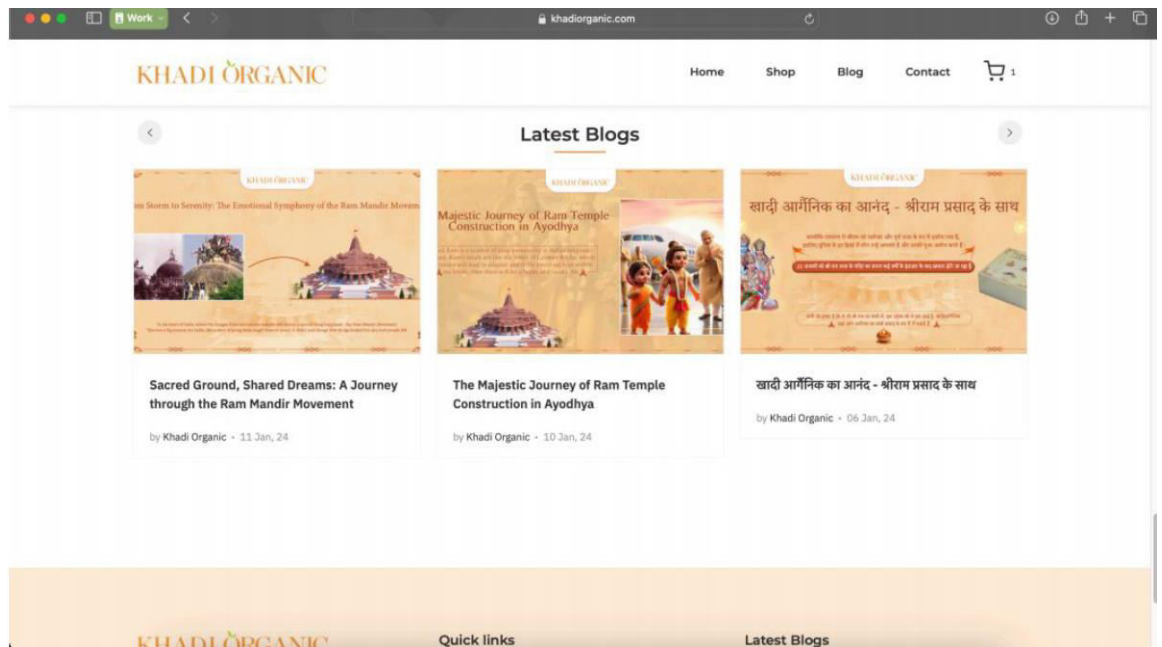 Work
khadiorganic.com
KHADI ORGANIC
Home
Shop
Blog
Contact
1
Latest Blogs
KHADI ORGANIC
Storm to Serenity: The Emotional Symphony of the Ram Mandir
KHADI ORGANIC
Majestic Journey of Ram Temple
Construction in Ayodhya
KHADI ORGANIC
खादी आर्गैनिक का आनंद - श्रीराम प्रसाद के साथ
Sacred Ground, Shared Dreams: A Journey
through the Ram Mandir Movement
by Khadi Organic • 11 Jan, 24
The Majestic Journey of Ram Temple
Construction in Ayodhya
by Khadi Organic • 10 Jan, 24
खादी आर्गैनिक का आनंद - श्रीराम प्रसाद के साथ
by Khadi Organic • 06 Jan, 24
KHADI ORGANIC
Quick links
Latest Blogs